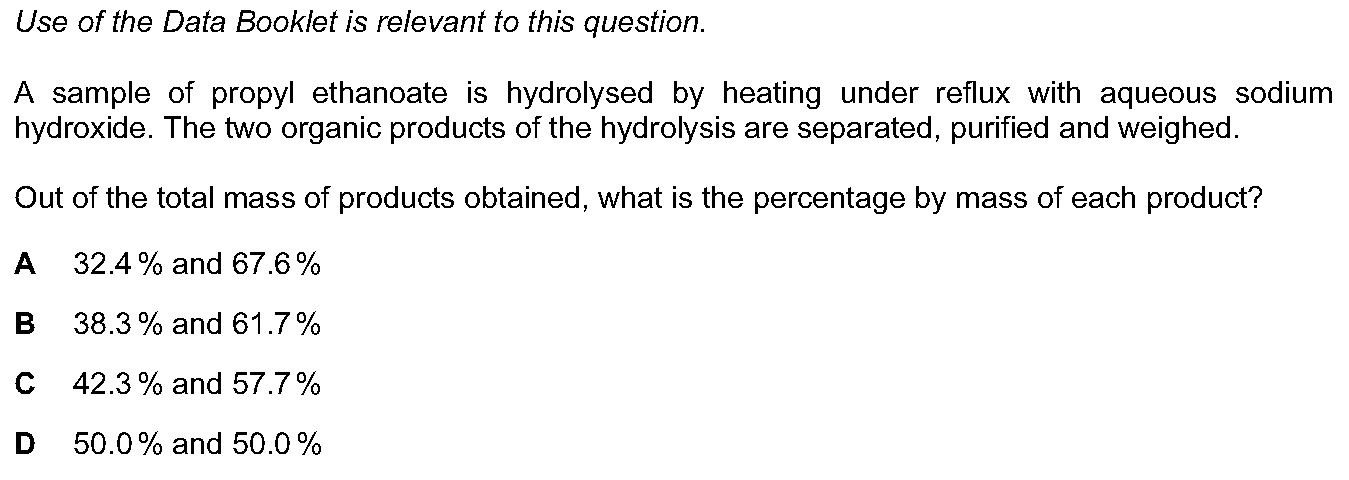 Use of the Data Booklet is relevant to this question.
A sample of propyl ethanoate is hydrolysed by heating under reflux with aqueous sodium
hydroxide. The two organic products of the hydrolysis are separated, purified and weighed.
Out of the total mass of products obtained, what is the percentage by mass of each product?
A 32.4% and 67.6%
B 38.3% and 61.7%
C 42.3% and 57.7%
D 50.0% and 50.0%